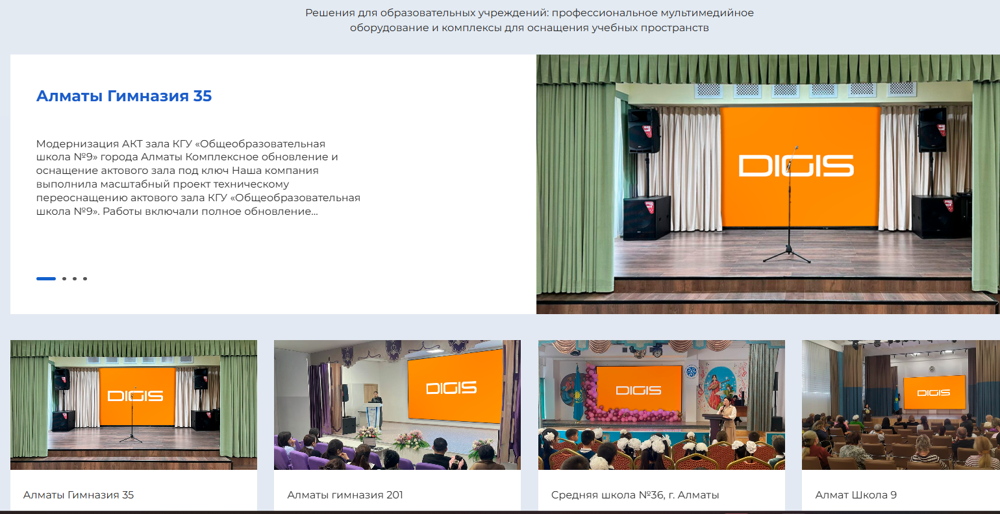 Решения для образовательных учреждений: профессиональное мультимедийное
оборудование и комплексы для оснащения учебных пространств
Алматы Гимназия 35
Модернизация АКТ зала КГУ «Общеобразовательная
школа №9» города Алматы Комплексное обновление и
оснащение актового зала под ключ Наша компания
выполнила масштабный проект техническому
переоснащению актового зала КГУ «Общеобразовательная
школа №9». Работы включали полное обновление...
DIGIS
DIGIS
DIGIS
DIGIS
DIGIS
Алматы Гимназия 35
Алматы гимназия 201
Средняя школа №36, г. Алматы
Алмат Школа 9